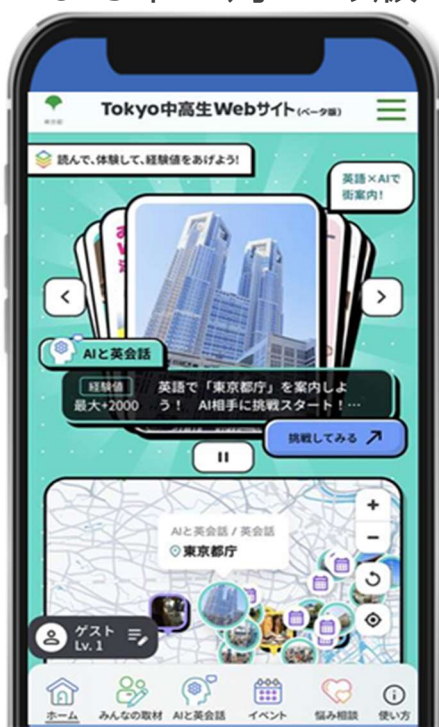 Tokyo中高生Webサイト(ベータ版)
東京都
読んで、体験して、経験値をあげよう!
英語×AIで
街案内!
AIと英会話
経験値
最大+2000
英語で「東京都庁」を案内しよ
う! AI相手に挑戦スタート!…
挑戦してみる
AIと英会話 / 英会話
東京都庁
ゲスト
Lv. 1
ホーム
みんなの取材
AIと英会話
イベント
悩み相談
使い方